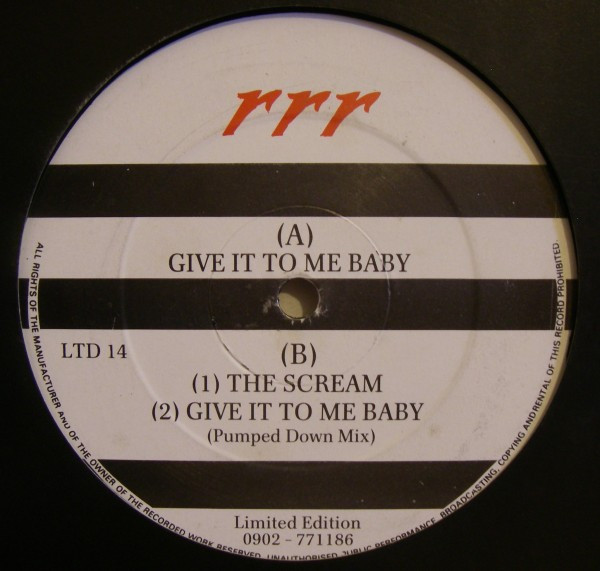 rrr
(A)
GIVE IT TO ME BABY
LTD 14
(B)
(1) THE SCREAM
(2) GIVE IT TO ME BABY
(Pumped Down Mix)
Limited Edition
0902 - 771186
ALL RIGHTS OF THE MANUFACTURER AND OF THE OWNER OF THE RECORDED WORK RESERVED. UNAUTHORISED PUBLIC PERFORMANCE, BROADCASTING, COPYING AND RENTAL OF THIS RECORD PROHIBITED